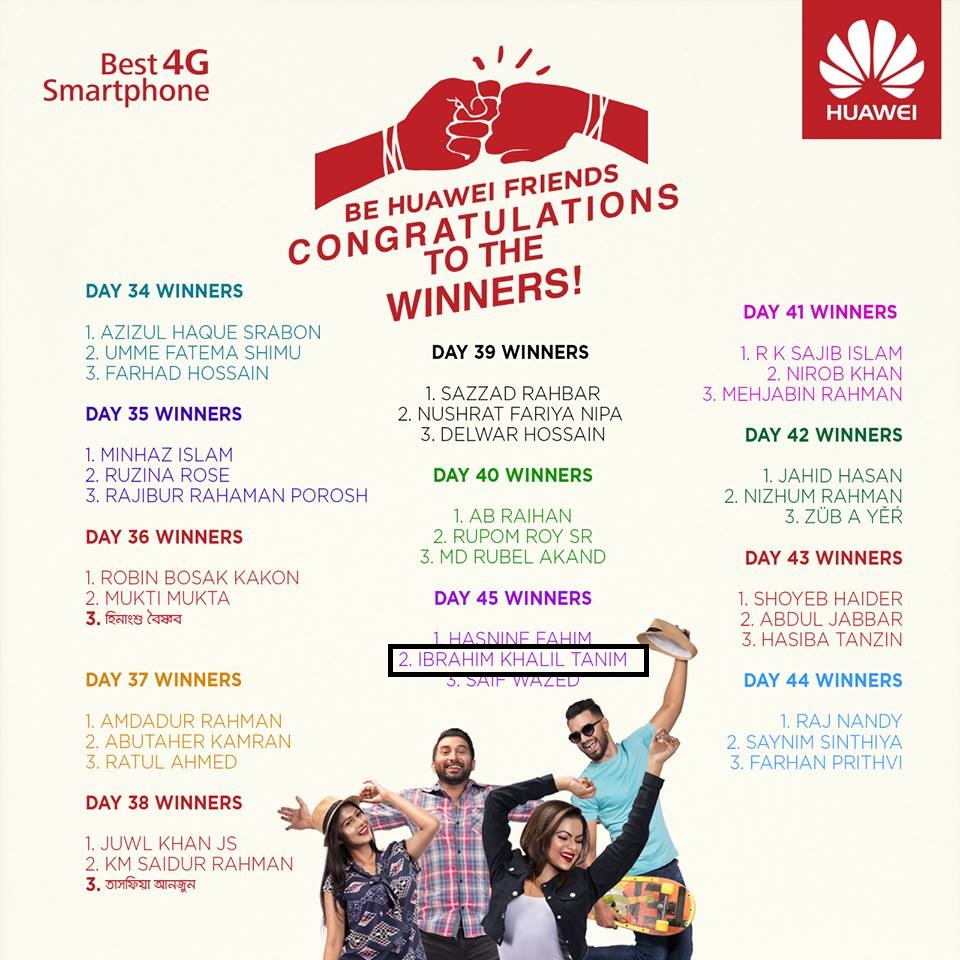 Best 4G
Smartphone
HUAWEI
BE HUAWEI FRIENDS
CONGRATULATIONS
TO THE
WINNERS!
DAY 34 WINNERS
1. AZIZUL HAQUE SRABON
2. UMME FATEMA SHIMU
3. FARHAD HOSSAIN
DAY 35 WINNERS
1. MINHAZ ISLAM
2. RUZINA ROSE
3. RAJIBUR RAHAMAN POROSH
DAY 36 WINNERS
1. ROBIN BOSAK KAKON
2. MUKTI MUKTA
3. হিমাংশু বৈষ্ণব
DAY 37 WINNERS
1. AMDADUR RAHMAN
2. ABUTAHER KAMRAN
3. RATUL AHMED
DAY 38 WINNERS
1. JUWL KHAN JS
2. KM SAIDUR RAHMAN
3. তাসফিয়া আনজুম
DAY 39 WINNERS
1. SAZZAD RAHBAR
2. NUSHRAT FARIYA NIPA
3. DELWAR HOSSAIN
DAY 40 WINNERS
1. AB RAIHAN
2. RUPOM ROY SR
3. MD RUBEL AKAND
DAY 45 WINNERS
1. HASNINE FAHIM
2. IBRAHIM KHALIL TANIM
3. SAIF WAZED
DAY 41 WINNERS
1. R K SAJIB ISLAM
2. NIROB KHAN
3. MEHJABIN RAHMAN
DAY 42 WINNERS
1. JAHID HASAN
2. NIZHUM RAHMAN
3. ZÜB A YĚŔ
DAY 43 WINNERS
1. SHOYEB HAIDER
2. ABDUL JABBAR
3. HASIBA TANZIN
DAY 44 WINNERS
1. RAJ NANDY
2. SAYNIM SINTHIYA
3. FARHAN PRITHVI